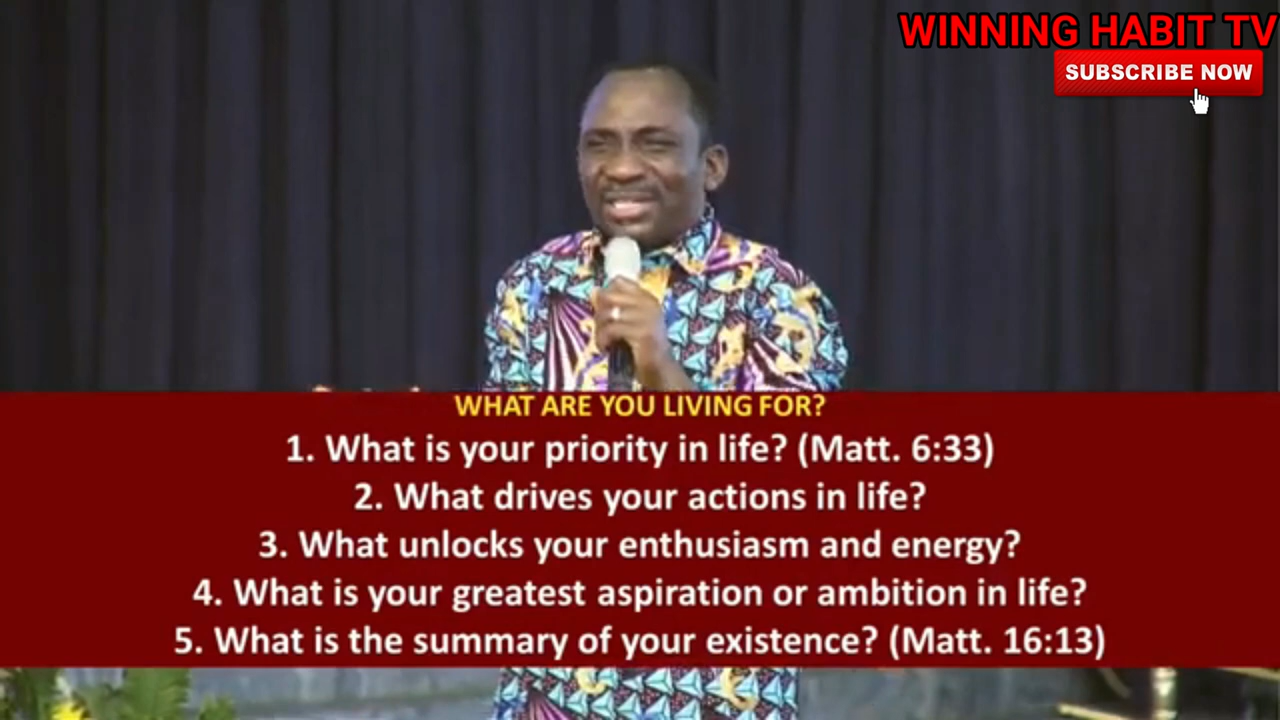 WINNING HABIT TV
SUBSCRIBE NOW
WHAT ARE YOU LIVING FOR?
1. What is your priority in life? (Matt. 6:33)
2. What drives your actions in life?
3. What unlocks your enthusiasm and energy?
4. What is your greatest aspiration or ambition in life?
5. What is the summary of your existence? (Matt. 16:13)